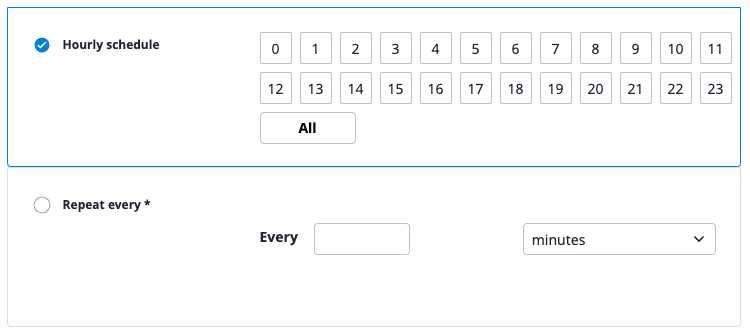 Hourly schedule
0 1 2 3 4 5 6 7 8 9 10 11
12 13 14 15 16 17 18 19 20 21 22 23
All
Repeat every *
Every minutes